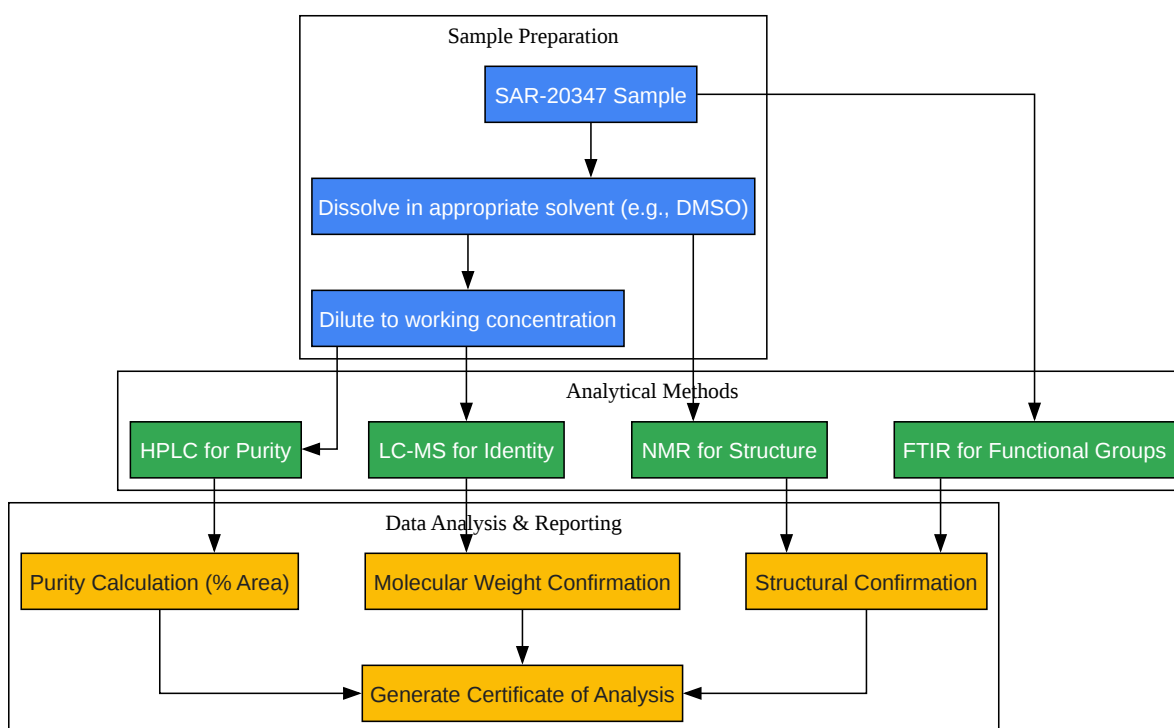 Sample Preparation
SAR-20347 Sample
Dissolve in appropriate solvent (e.g., DMSO)
Dilute to working concentration
Analytical Methods
HPLC for Purity
LC-MS for Identity
NMR for Structure
FTIR for Functional Groups
Data Analysis & Reporting
Purity Calculation (% Area)
Molecular Weight Confirmation
Structural Confirmation
Generate Certificate of Analysis